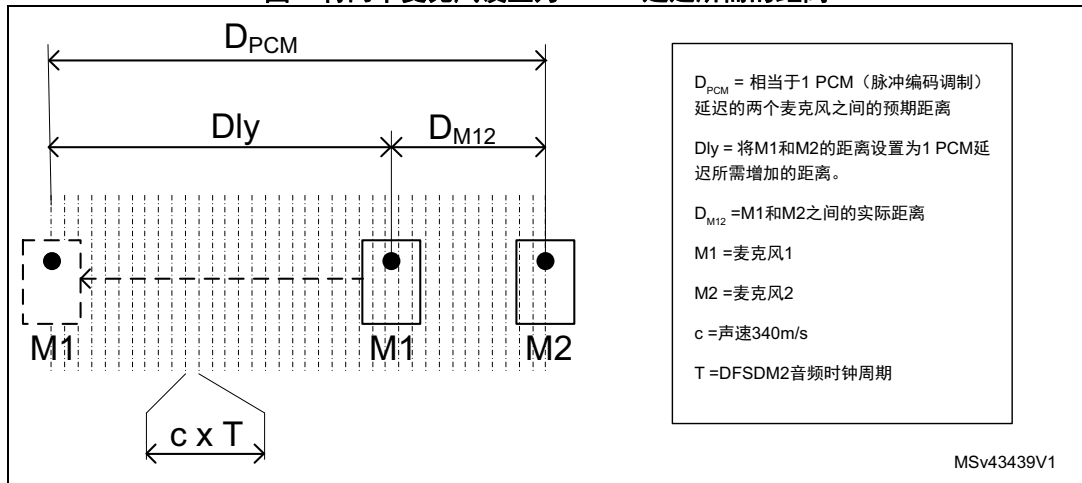 D_PCM
Dly
D_M12
M1
M1
M2
c x T
D_PCM = 相当于1 PCM（脉冲编码调制）
延迟的两个麦克风之间的预期距离
Dly = 将M1和M2的距离设置为1 PCM延
迟所需增加的距离。
D_M12 =M1和M2之间的实际距离
M1 =麦克风1
M2 =麦克风2
c =声速340m/s
T =DFSDM2音频时钟周期
MSv43439V1